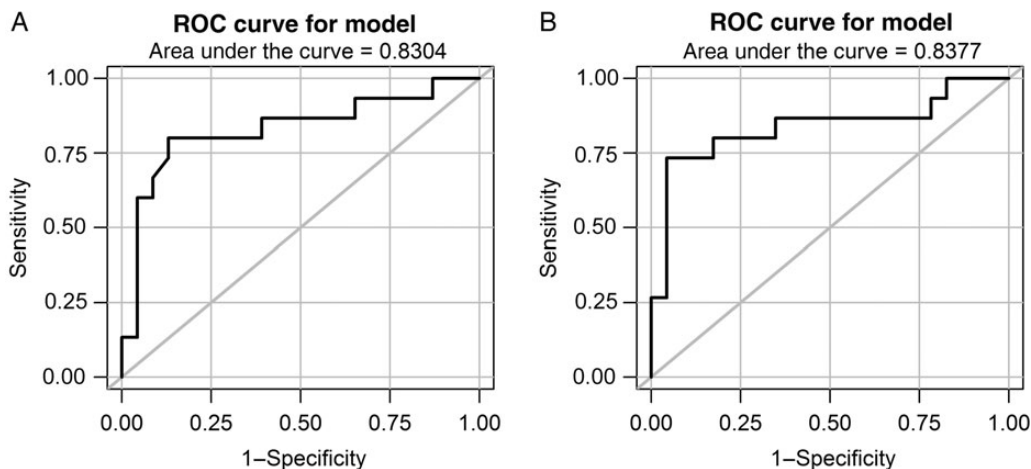 A
ROC curve for model
Area under the curve = 0.8304
1.00
0.75
0.50
0.25
0.00
Sensitivity
0.00 0.25 0.50 0.75 1.00
1–Specificity
B
ROC curve for model
Area under the curve = 0.8377
1.00
0.75
0.50
0.25
0.00
Sensitivity
0.00 0.25 0.50 0.75 1.00
1–Specificity